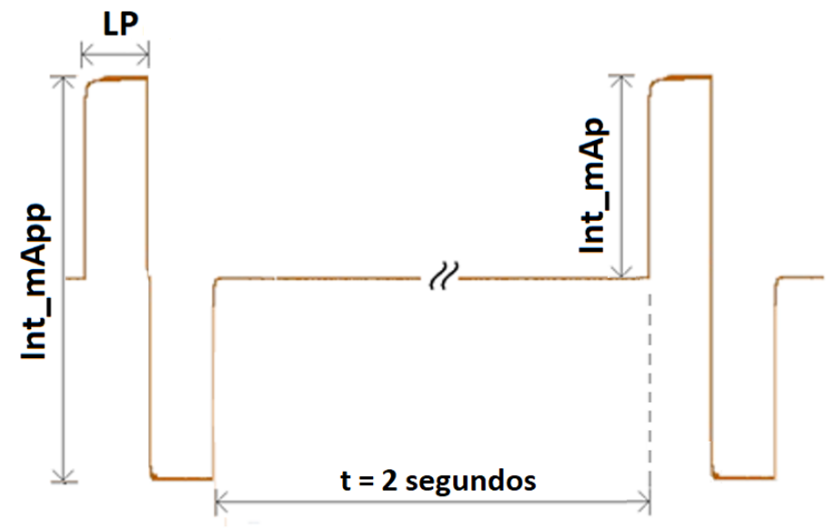 LP
Int_mApp
Int_mAp
t = 2 segundos